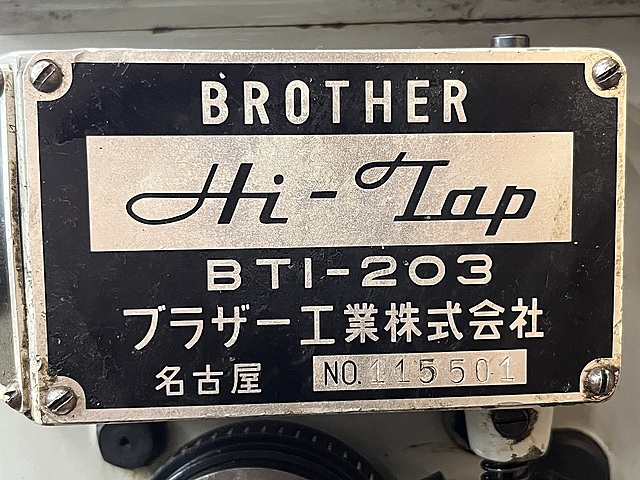 BROTHER
Hi-Tap
BT1-203
ブラザー工業株式会社
名古屋 NO. 115501